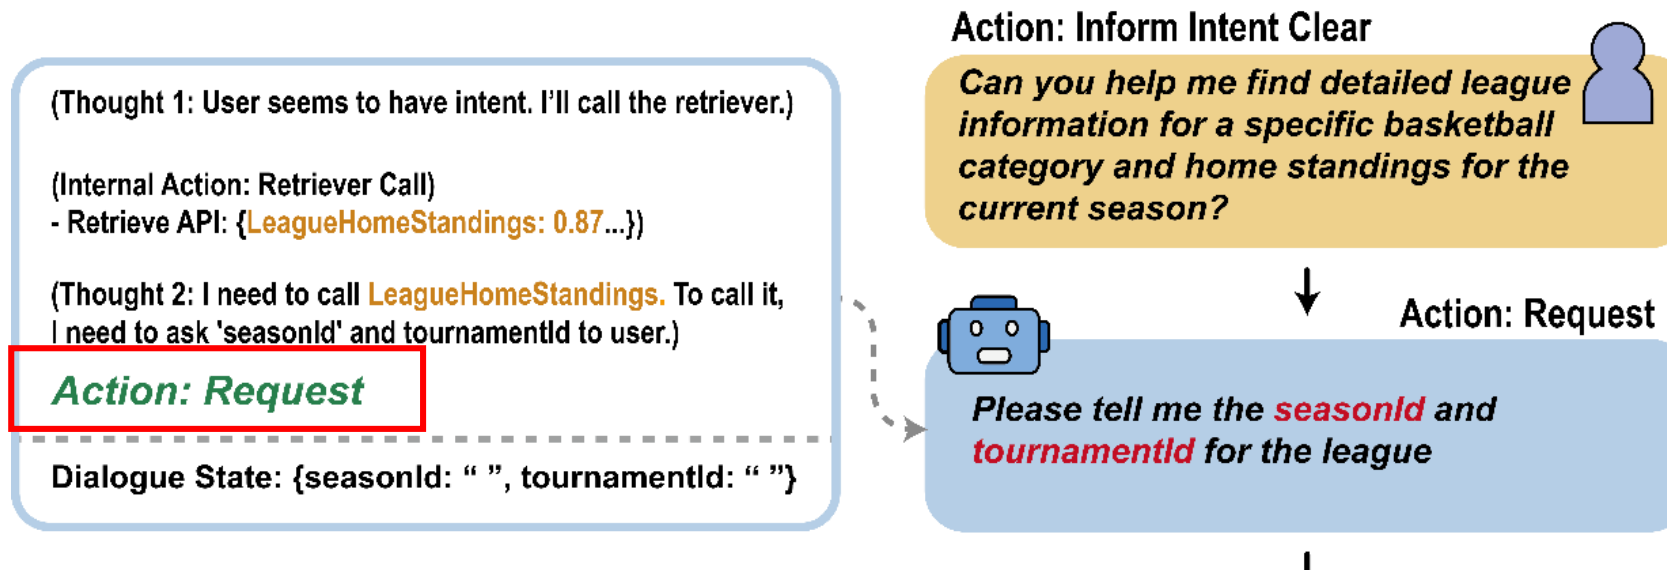 (Thought 1: User seems to have intent. I'll call the retriever.)
(Internal Action: Retriever Call)
- Retrieve API: {LeagueHomeStandings: 0.87...})
(Thought 2: I need to call LeagueHomeStandings. To call it,
I need to ask 'seasonId' and tournamentId to user.)
Action: Request
Dialogue State: {seasonId: “ ”, tournamentId: “ ”}
Action: Inform Intent Clear
Can you help me find detailed league
information for a specific basketball
category and home standings for the
current season?
Action: Request
Please tell me the seasonId and
tournamentId for the league